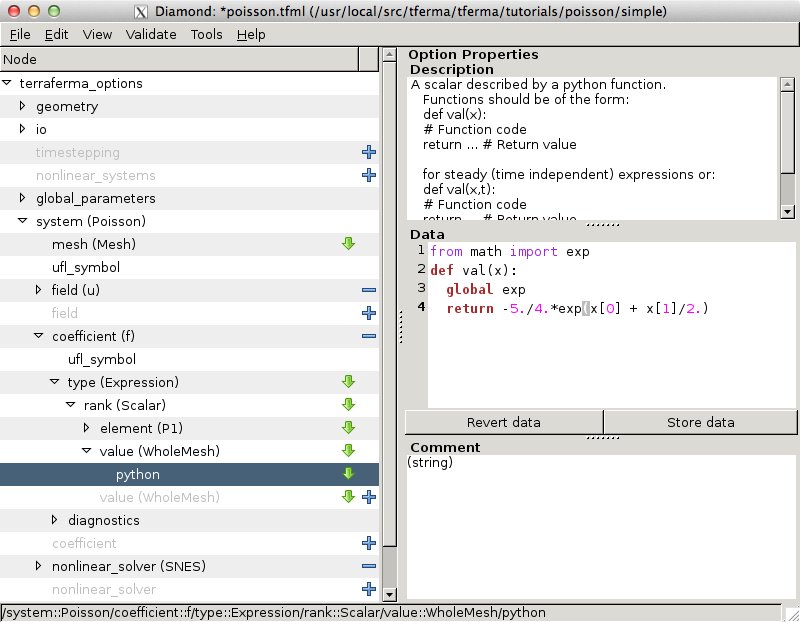 Diamond: *poisson.tfml (/usr/local/src/tferma/tferma/tutorials/poisson/simple)
File Edit View Validate Tools Help
Node
terraferma_options
geometry
io
timestepping
nonlinear_systems
global_parameters
system (Poisson)
mesh (Mesh)
ufl_symbol
field (u)
field
coefficient (f)
ufl_symbol
type (Expression)
rank (Scalar)
element (P1)
value (WholeMesh)
python
value (WholeMesh)
diagnostics
coefficient
nonlinear_solver (SNES)
nonlinear_solver
Option Properties
Description
A scalar described by a python function.
Functions should be of the form:
def val(x):
# Function code
return ... # Return value
for steady (time independent) expressions or:
def val(x,t):
# Function code
return ... # Return value
Data
1 from math import exp
2 def val(x):
3 global exp
4 return -5./4.*exp(x[0] + x[1]/2.)
Revert data Store data
Comment
(string)
/system::Poisson/coefficient::f/type::Expression/rank::Scalar/value::WholeMesh/python